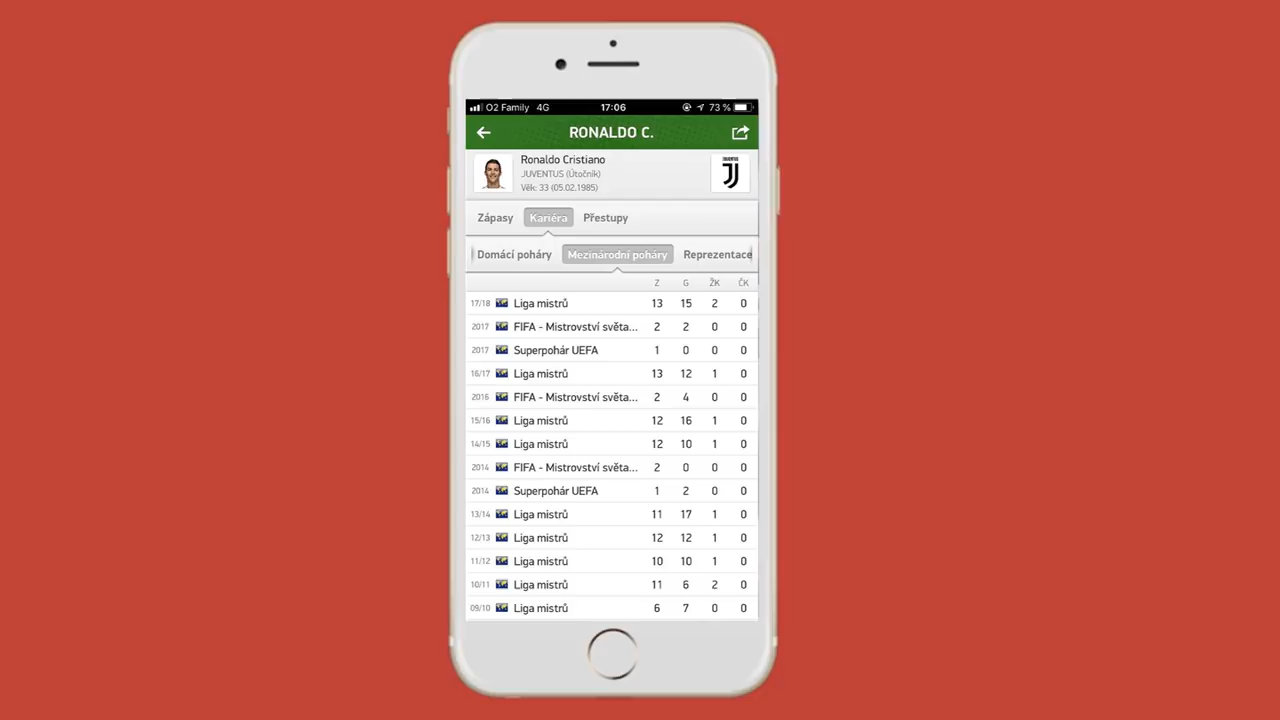 O2 Family 4G 17:06 73 %
RONALDO C.
Ronaldo Cristiano
JUVENTUS (Útočník)
Věk: 33 (05.02.1985)
JUVENTUS
Zápasy Kariéra Přestupy
Domácí poháry Mezinárodní poháry Reprezentace
Z G ŽK ČK
17/18 Liga mistrů 13 15 2 0
2017 FIFA - Mistrovství světa... 2 2 0 0
2017 Superpohár UEFA 1 0 0 0
16/17 Liga mistrů 13 12 1 0
2016 FIFA - Mistrovství světa... 2 4 0 0
15/16 Liga mistrů 12 16 1 0
14/15 Liga mistrů 12 10 1 0
2014 FIFA - Mistrovství světa... 2 0 0 0
2014 Superpohár UEFA 1 2 0 0
13/14 Liga mistrů 11 17 1 0
12/13 Liga mistrů 12 12 1 0
11/12 Liga mistrů 10 10 1 0
10/11 Liga mistrů 11 6 2 0
09/10 Liga mistrů 6 7 0 0